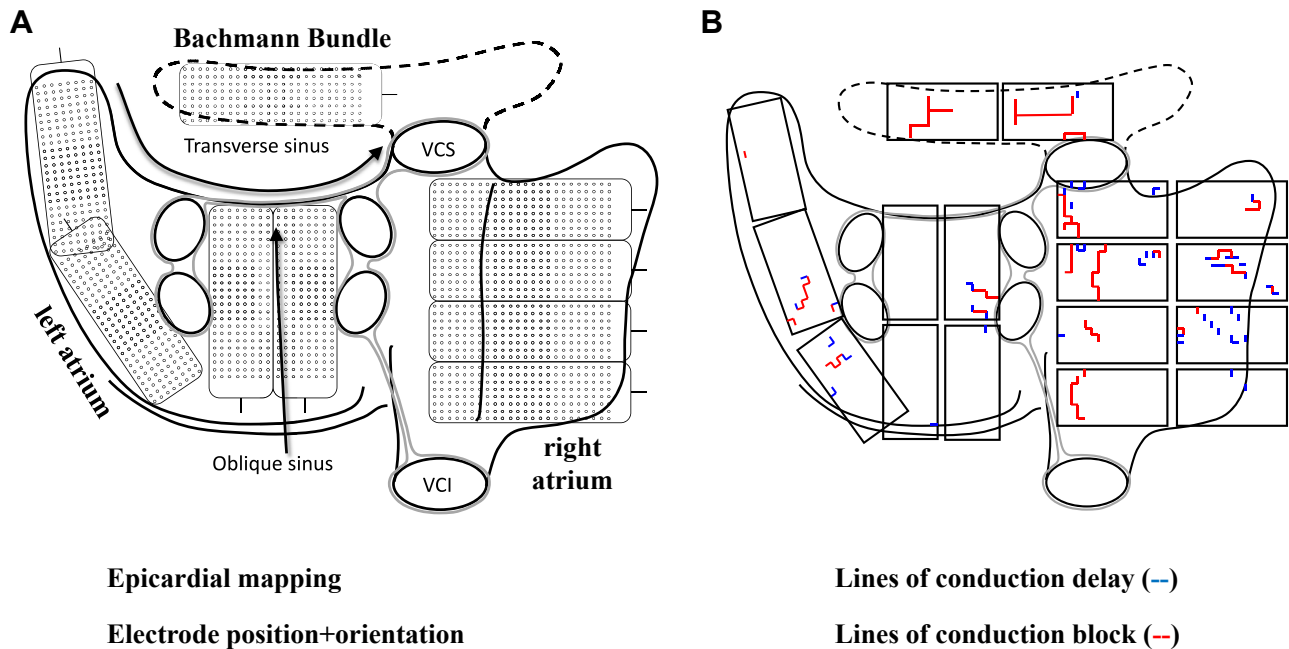 A
Bachmann Bundle
Transverse sinus
VCS
left atrium
Oblique sinus
VCI
right
atrium
Epicardial mapping
Electrode position+orientation
B
Lines of conduction delay (--)
Lines of conduction block (--)